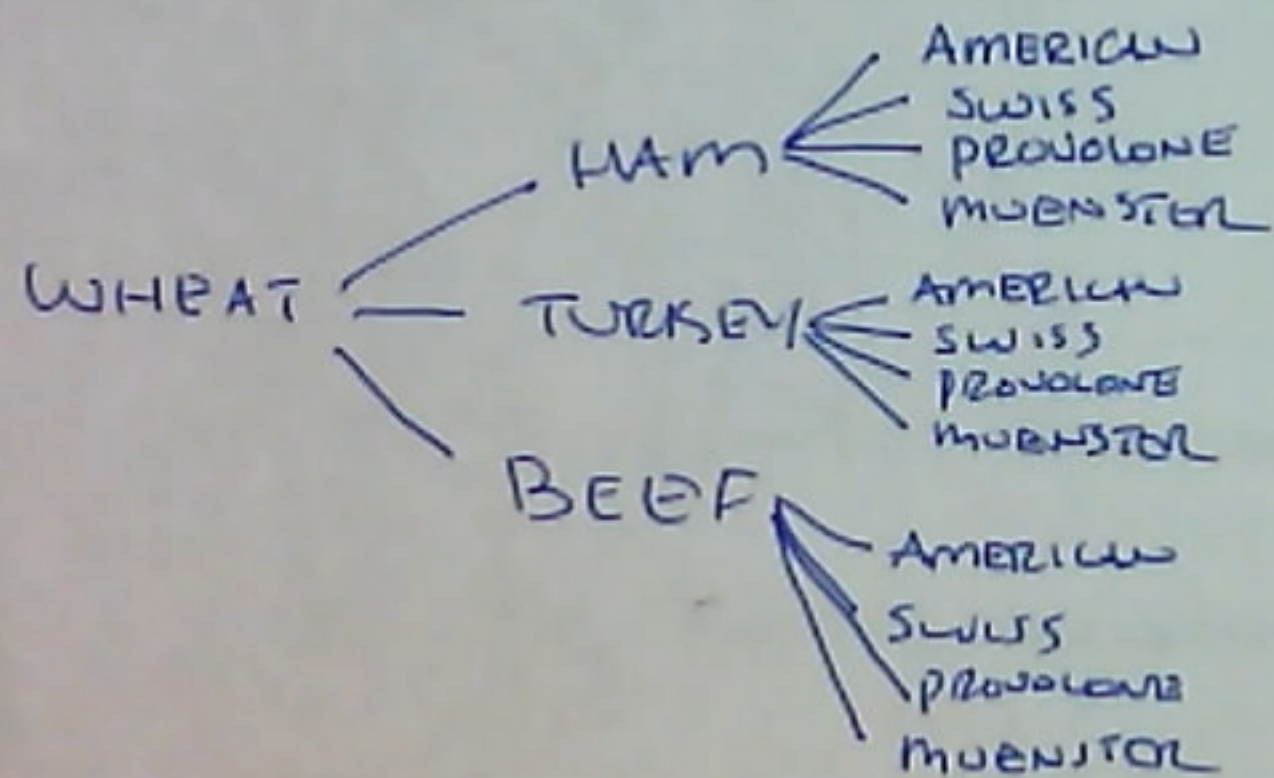 AMERICAN
SWISS
HAM
PROVOLONE
MUENSTER
WHEAT
AMERICAN
TURKEY
SWISS
PROVOLONE
MUENSTER
BEEF
AMERICAN
SWISS
PROVOLONE
MUENSTER